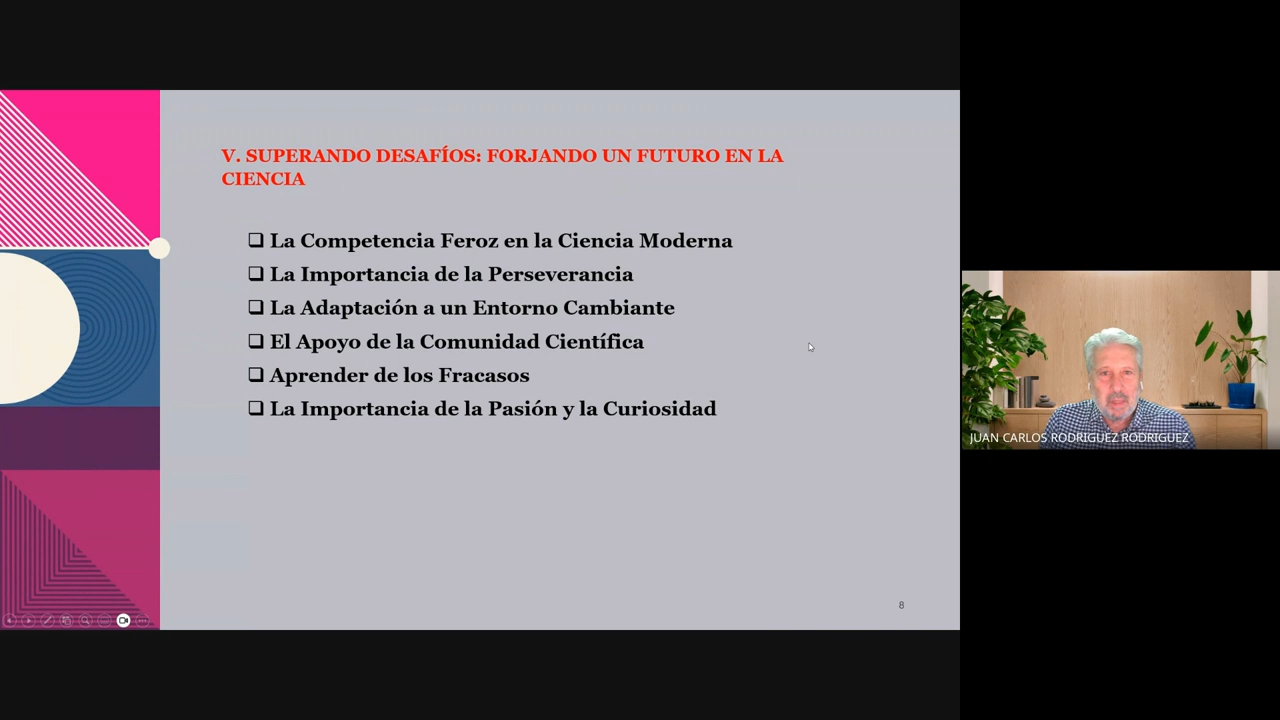 V. SUPERANDO DESAFÍOS: FORJANDO UN FUTURO EN LA
CIENCIA
❑ La Competencia Feroz en la Ciencia Moderna
❑ La Importancia de la Perseverancia
❑ La Adaptación a un Entorno Cambiante
❑ El Apoyo de la Comunidad Científica
❑ Aprender de los Fracasos
❑ La Importancia de la Pasión y la Curiosidad
8
JUAN CARLOS RODRIGUEZ RODRIGUEZ